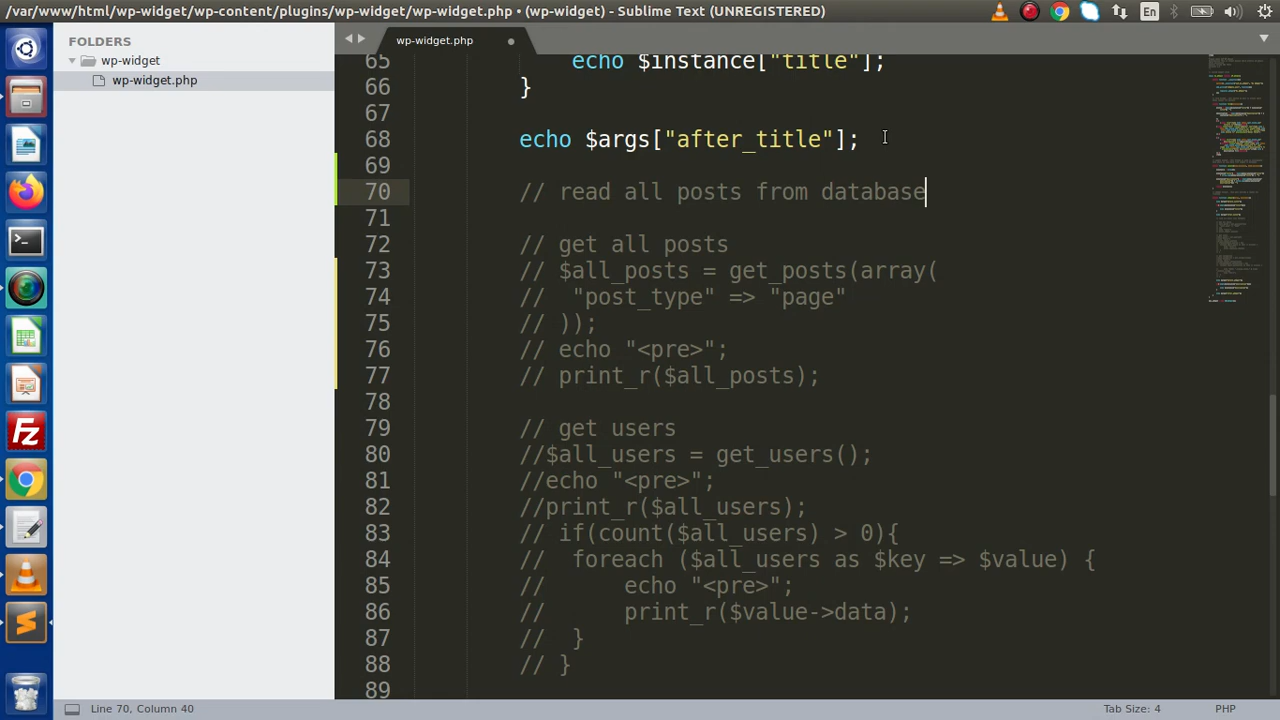 /var/www/html/wp-widget/wp-content/plugins/wp-widget/wp-widget.php • (wp-widget) - Sublime Text (UNREGISTERED)
En
FOLDERS
wp-widget
wp-widget.php
wp-widget.php
65 echo $instance["title"];
66 }
67
68 echo $args["after_title"];
69
70 // read all posts from database
71
72 // get all posts
73 // $all_posts = get_posts(array(
74 // "post_type" => "page"
75 // ));
76 // echo "<pre>";
77 // print_r($all_posts);
78
79 // get users
80 //$all_users = get_users();
81 //echo "<pre>";
82 //print_r($all_users);
83 // if(count($all_users) > 0){
84 // foreach ($all_users as $key => $value) {
85 // echo "<pre>";
86 // print_r($value->data);
87 // }
88 // }
89
Line 70, Column 40
Tab Size: 4
PHP